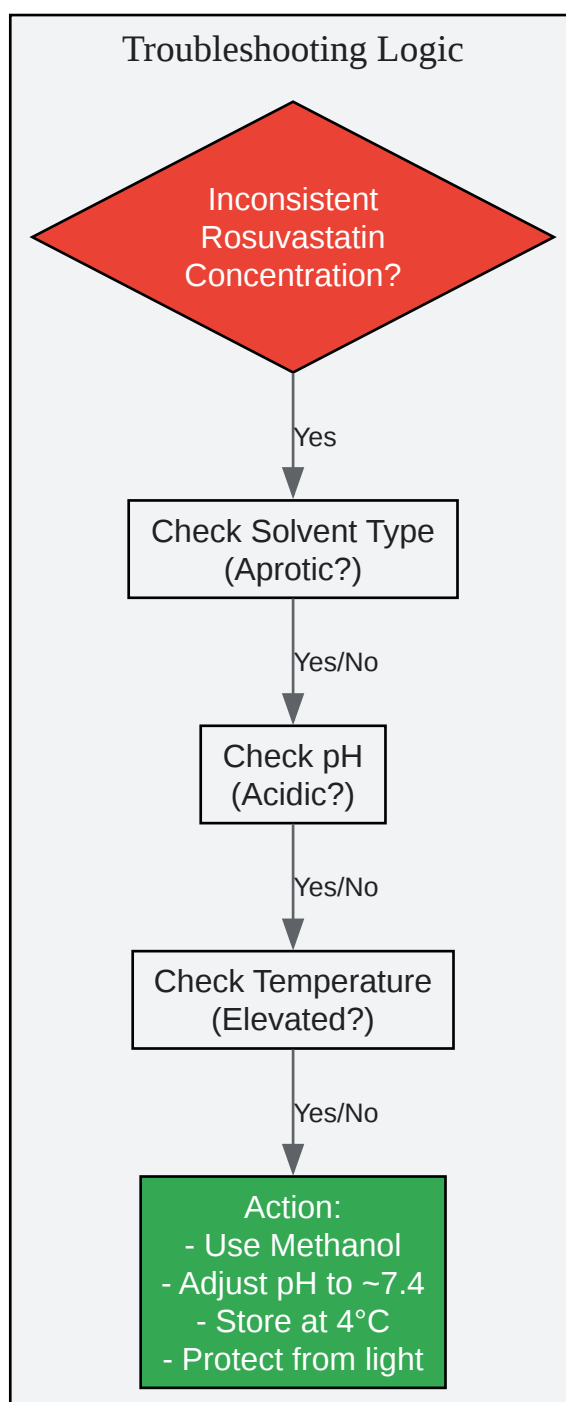 Troubleshooting Logic
Inconsistent
Rosuvastatin
Concentration?
Yes
Check Solvent Type
(Aprotic?)
Yes/No
Check pH
(Acidic?)
Yes/No
Check Temperature
(Elevated?)
Yes/No
Action:
- Use Methanol
- Adjust pH to ~7.4
- Store at 4°C
- Protect from light